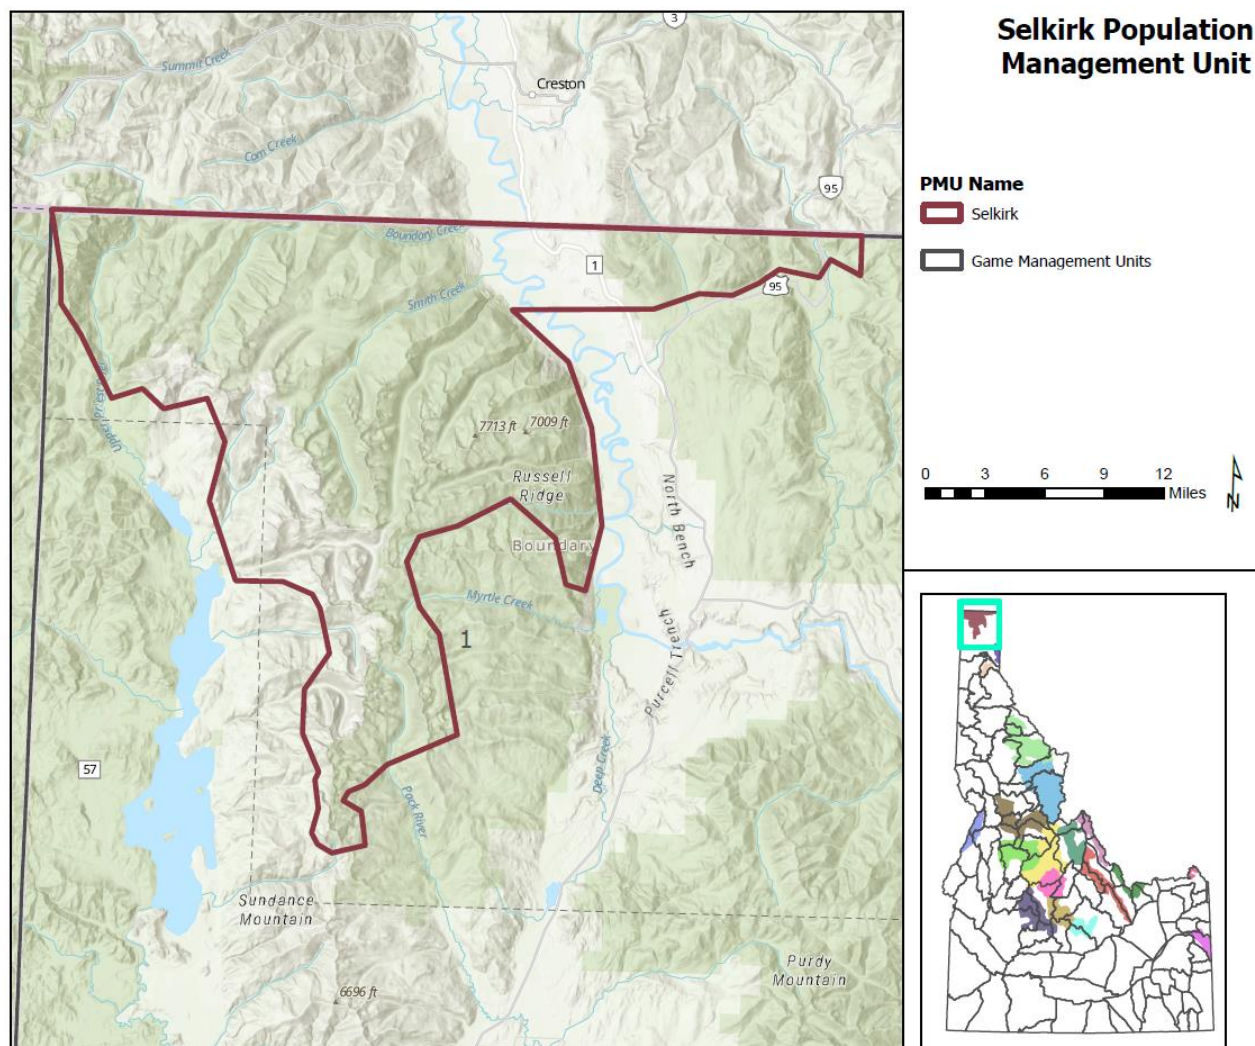 Selkirk Population
Management Unit
PMU Name
Selkirk
Game Management Units
0 3 6 9 12
Miles
N
3
Summit Creek
Creston
Corn Creek
95
Boundary Creek
1
95
Smith Creek
Upper Priest River
7713 ft
7009 ft
Russell
Ridge
North Bench
Boundary
Myrtle Creek
1
Purcell Trench
57
Deep Creek
Pack River
Sundance
Mountain
Purdy
Mountain
6696 ft